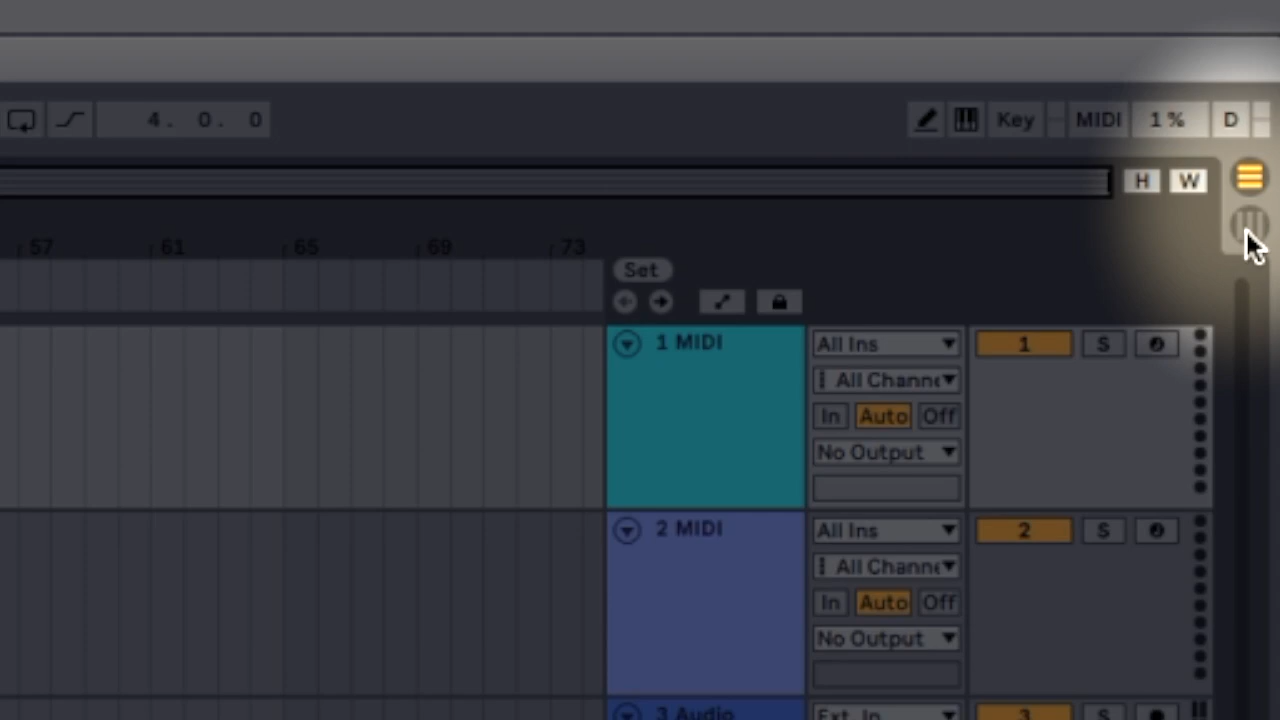 4. 0. 0 Key MIDI 1 % D
H W
57 61 65 69 73
Set
1 MIDI All Ins 1 S
All Channe
In Auto Off
No Output
2 MIDI All Ins 2 S
All Channe
In Auto Off
No Output
3 Audio Ext. In 3 S